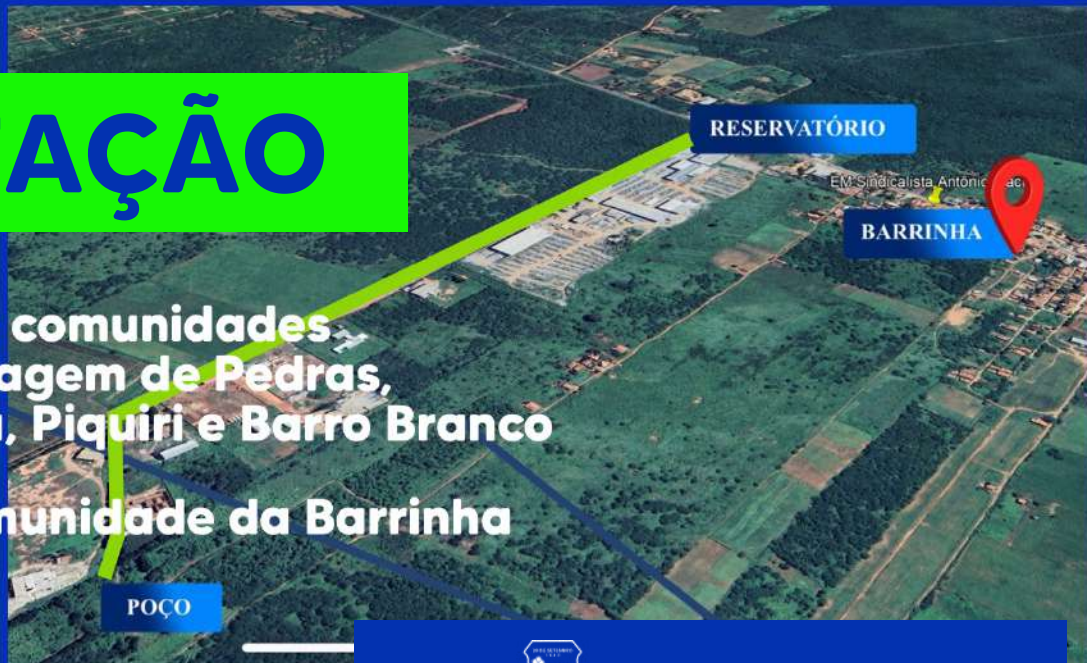 AÇÃO
RESERVATÓRIO
EM Sindicalista Antônio
BARRINHA
comunidades
agem de Pedras,
, Piquiri e Barro Branco
munidade da Barrinha
POÇO